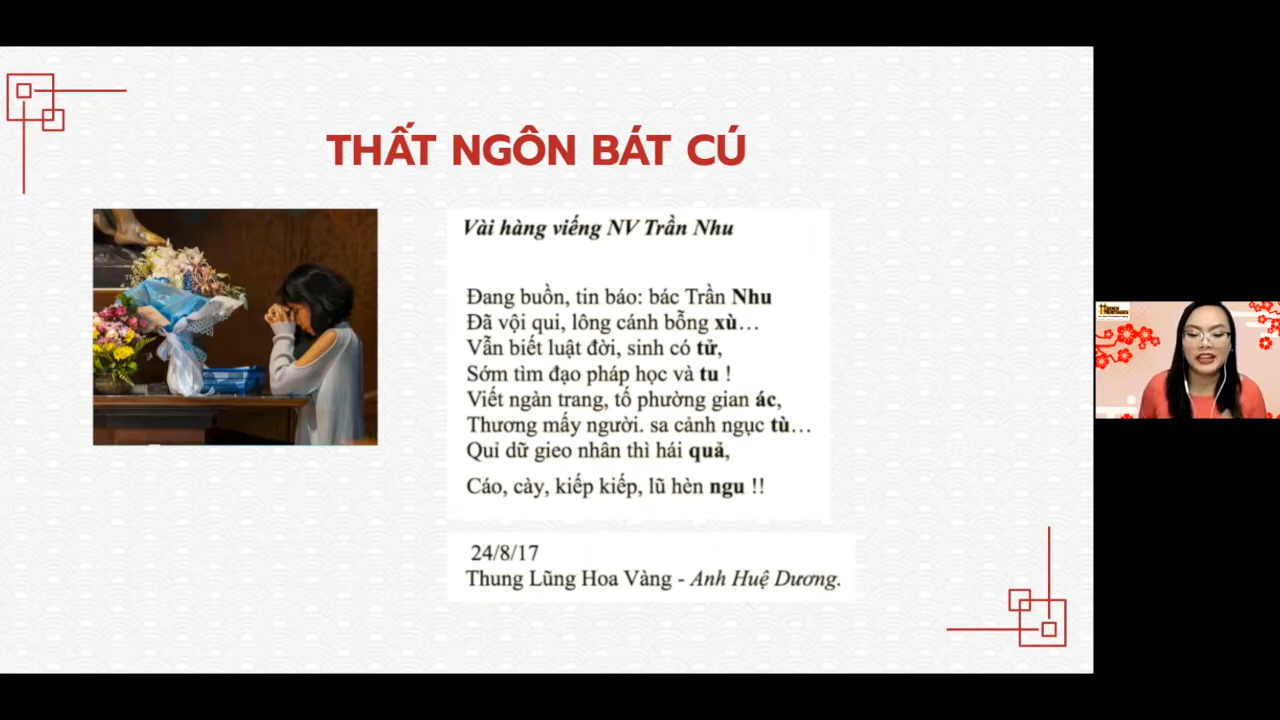 THẤT NGÔN BÁT CÚ
Vài hàng viếng NV Trần Nhu
Đang buồn, tin báo: bác Trần Nhu
Đã vội qui, lông cánh bỗng xù…
Vẫn biết luật đời, sinh có tử,
Sớm tìm đạo pháp học và tu !
Viết ngàn trang, tố phường gian ác,
Thương mấy người. sa cảnh ngục tù…
Quỉ dữ gieo nhân thì hái quả,
Cáo, cày, kiếp kiếp, lũ hèn ngu !!
24/8/17
Thung Lũng Hoa Vàng - Anh Huệ Dương.